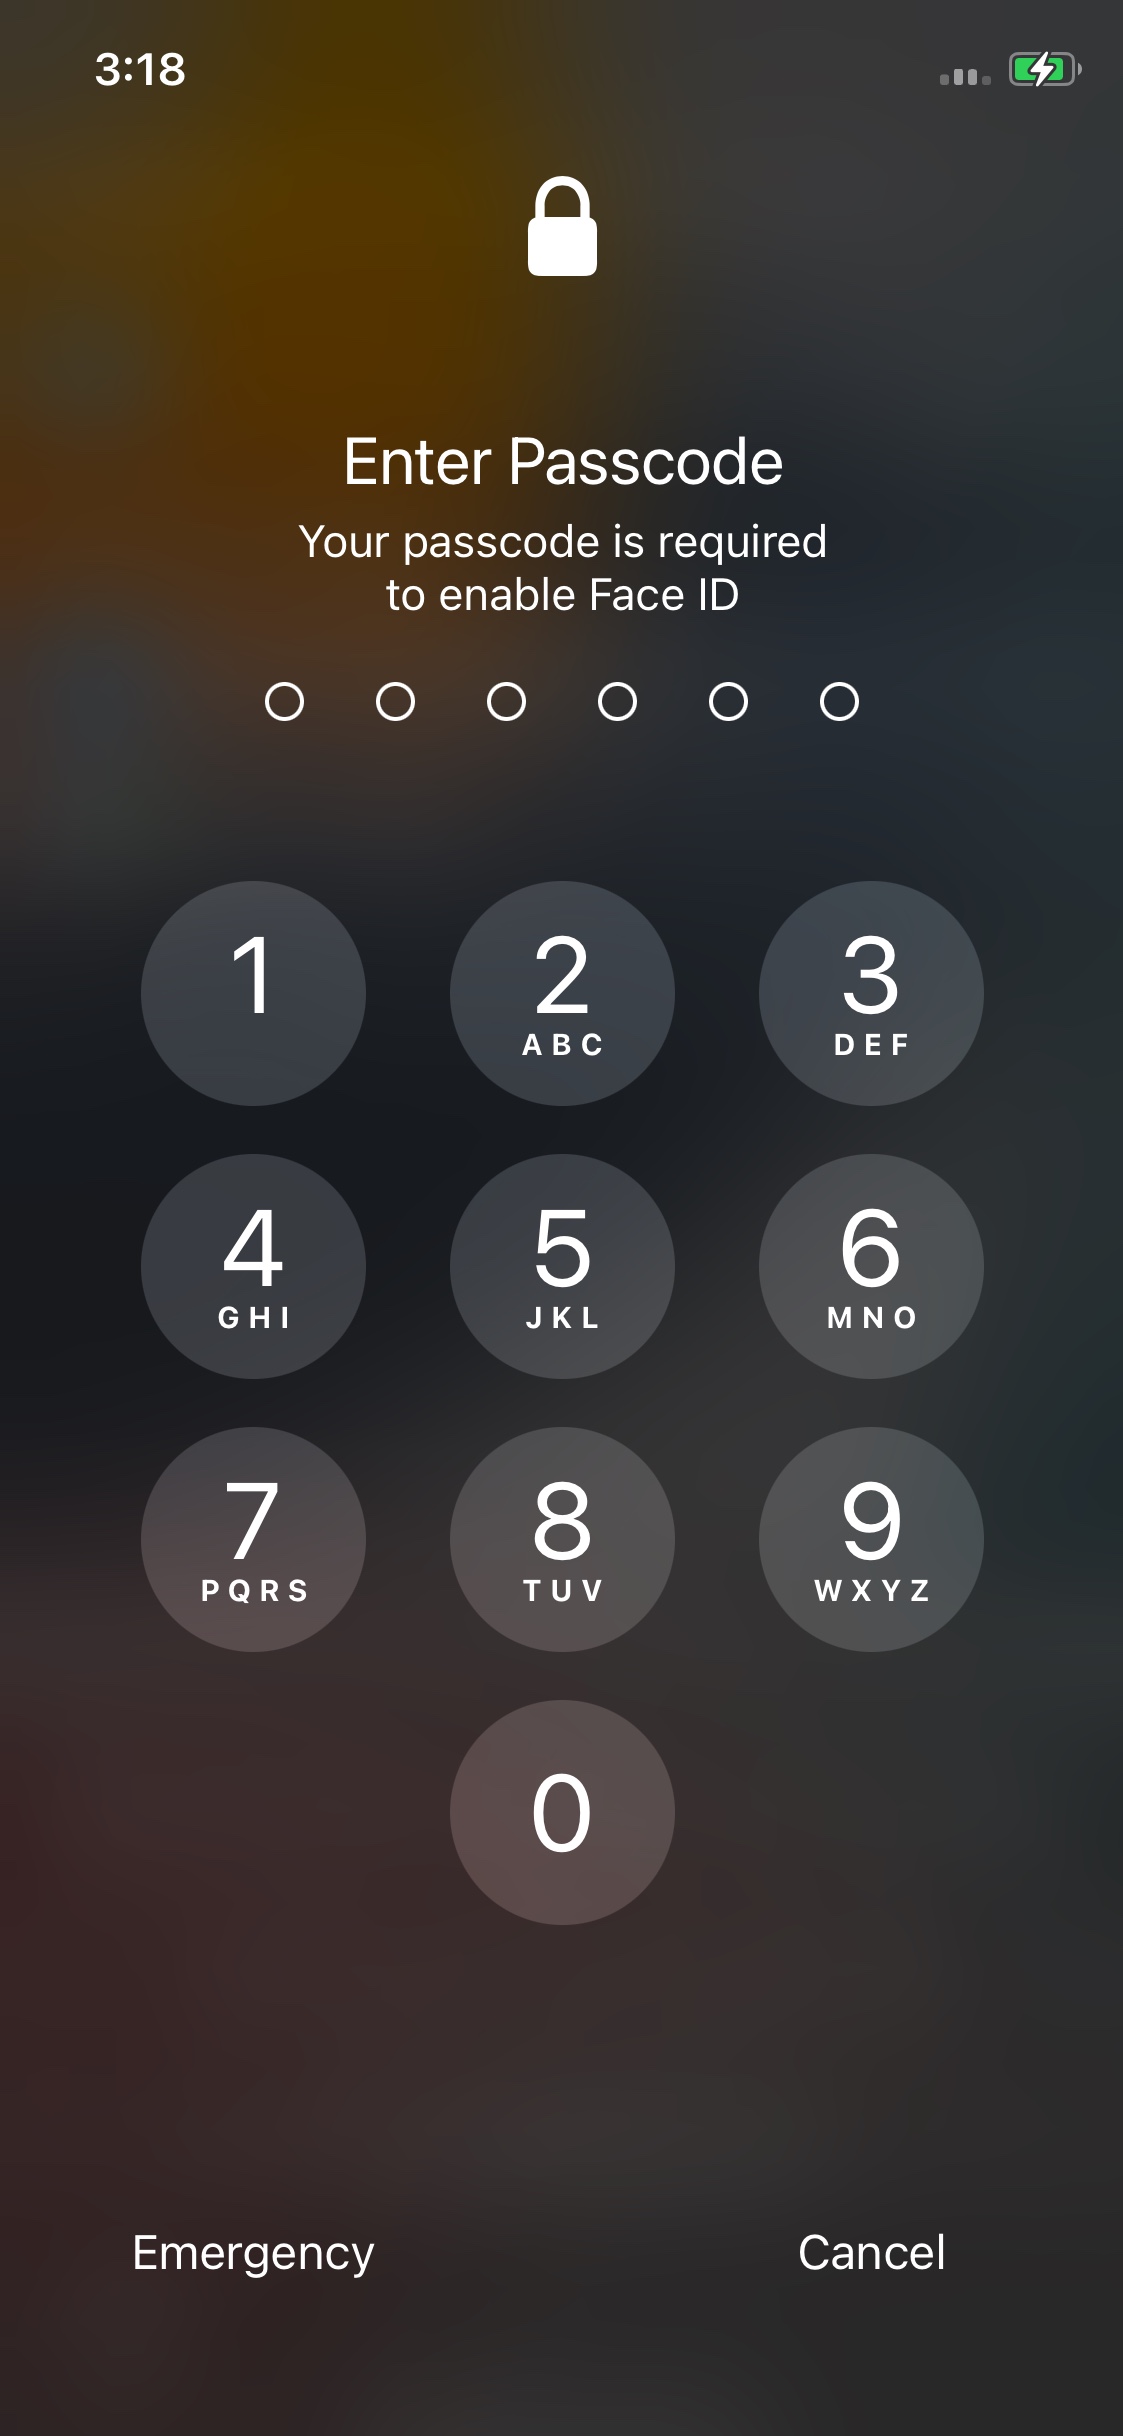 3:18
Enter Passcode
Your passcode is required
to enable Face ID
1
2
ABC
3
DEF
4
GHI
5
JKL
6
MNO
7
PQRS
8
TUV
9
WXYZ
0
Emergency
Cancel